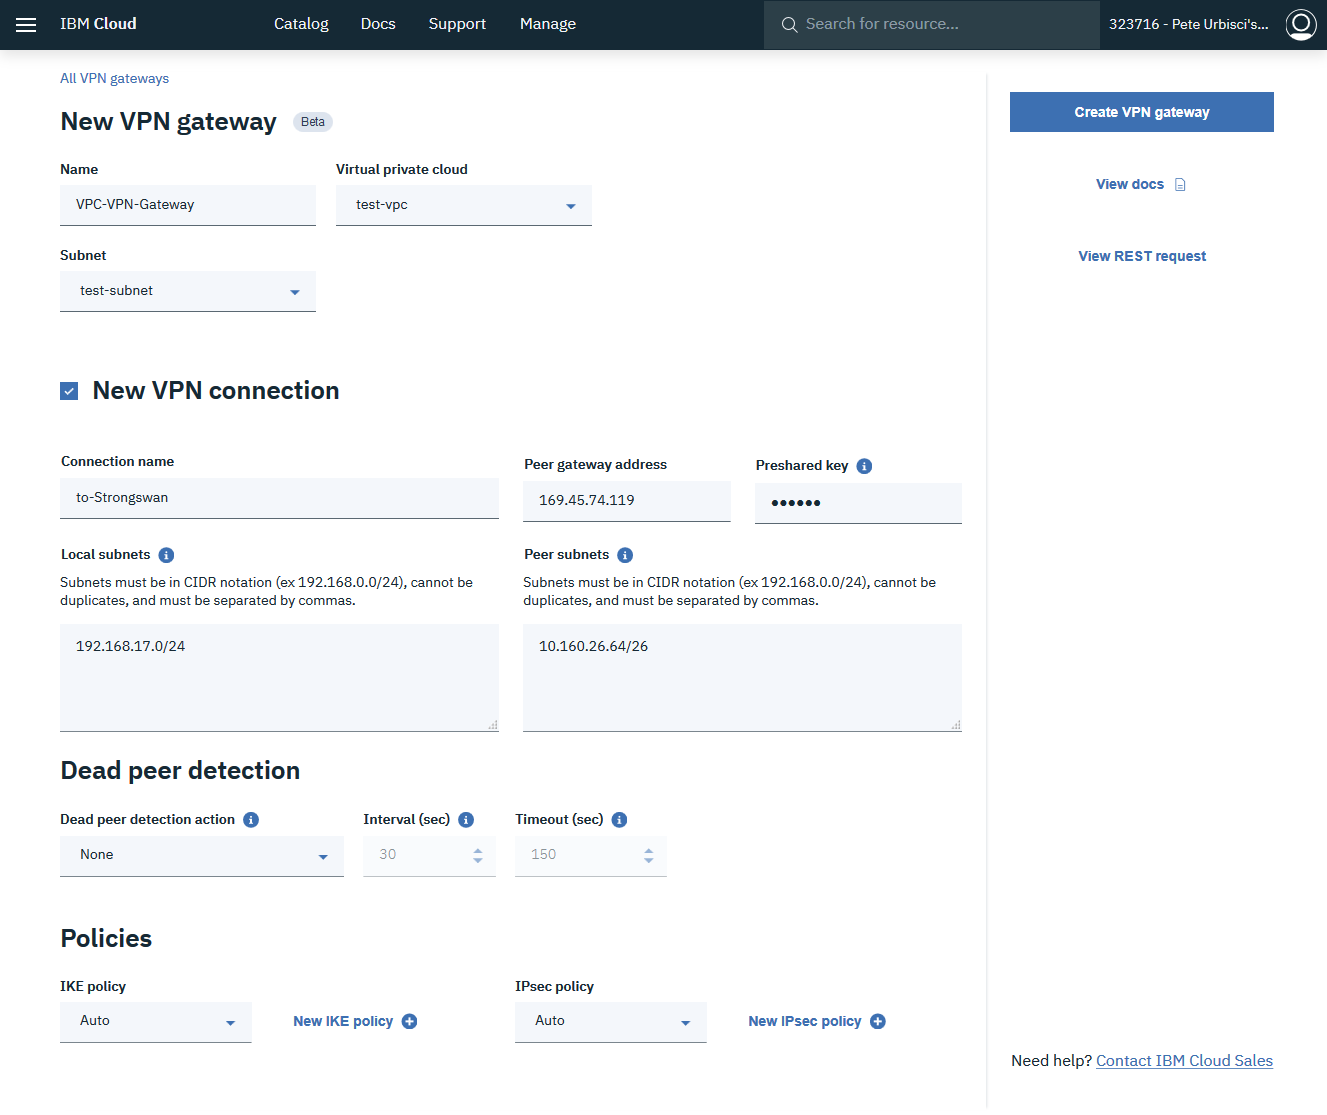 IBM Cloud
Catalog
Docs
Support
Manage
Search for resource...
323716 - Pete Urbisci's...
All VPN gateways
New VPN gateway
Beta
Name
Virtual private cloud
VPC-VPN-Gateway
test-vpc
Subnet
test-subnet
New VPN connection
Connection name
Peer gateway address
Preshared key
to-Strongswan
169.45.74.119
••••••
Local subnets
Peer subnets
Subnets must be in CIDR notation (ex 192.168.0.0/24), cannot be
duplicates, and must be separated by commas.
Subnets must be in CIDR notation (ex 192.168.0.0/24), cannot be
duplicates, and must be separated by commas.
192.168.17.0/24
10.160.26.64/26
Dead peer detection
Dead peer detection action
Interval (sec)
Timeout (sec)
None
30
150
Policies
IKE policy
IPsec policy
Auto
New IKE policy
Auto
New IPsec policy
Create VPN gateway
View docs
View REST request
Need help? Contact IBM Cloud Sales